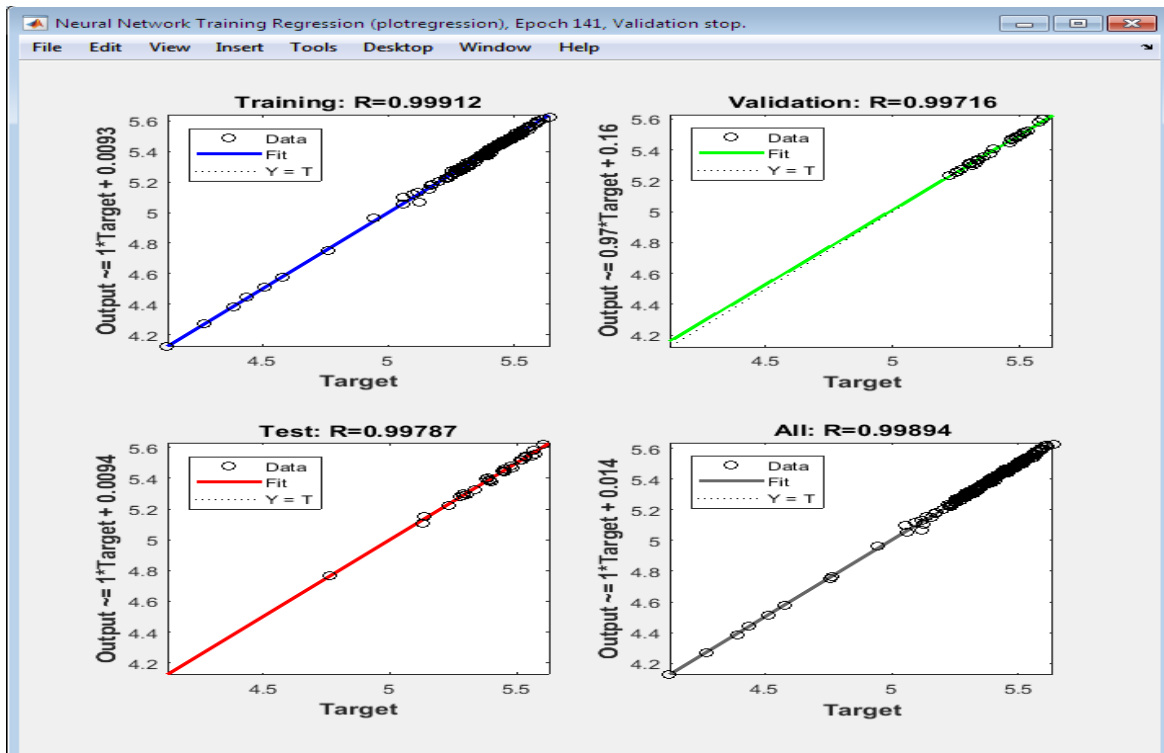 Neural Network Training Regression (plotregression), Epoch 141, Validation stop.
File Edit View Insert Tools Desktop Window Help
Training: R=0.99912
Output ~= 1*Target + 0.0093
5.6
5.4
5.2
5
4.8
4.6
4.4
4.2
Data
Fit
Y = T
4.5 5 5.5
Target
Validation: R=0.99716
Output ~= 0.97*Target + 0.16
5.6
5.4
5.2
5
4.8
4.6
4.4
4.2
Data
Fit
Y = T
4.5 5 5.5
Target
Test: R=0.99787
Output ~= 1*Target + 0.0094
5.6
5.4
5.2
5
4.8
4.6
4.4
4.2
Data
Fit
Y = T
4.5 5 5.5
Target
All: R=0.99894
Output ~= 1*Target + 0.014
5.6
5.4
5.2
5
4.8
4.6
4.4
4.2
Data
Fit
Y = T
4.5 5 5.5
Target